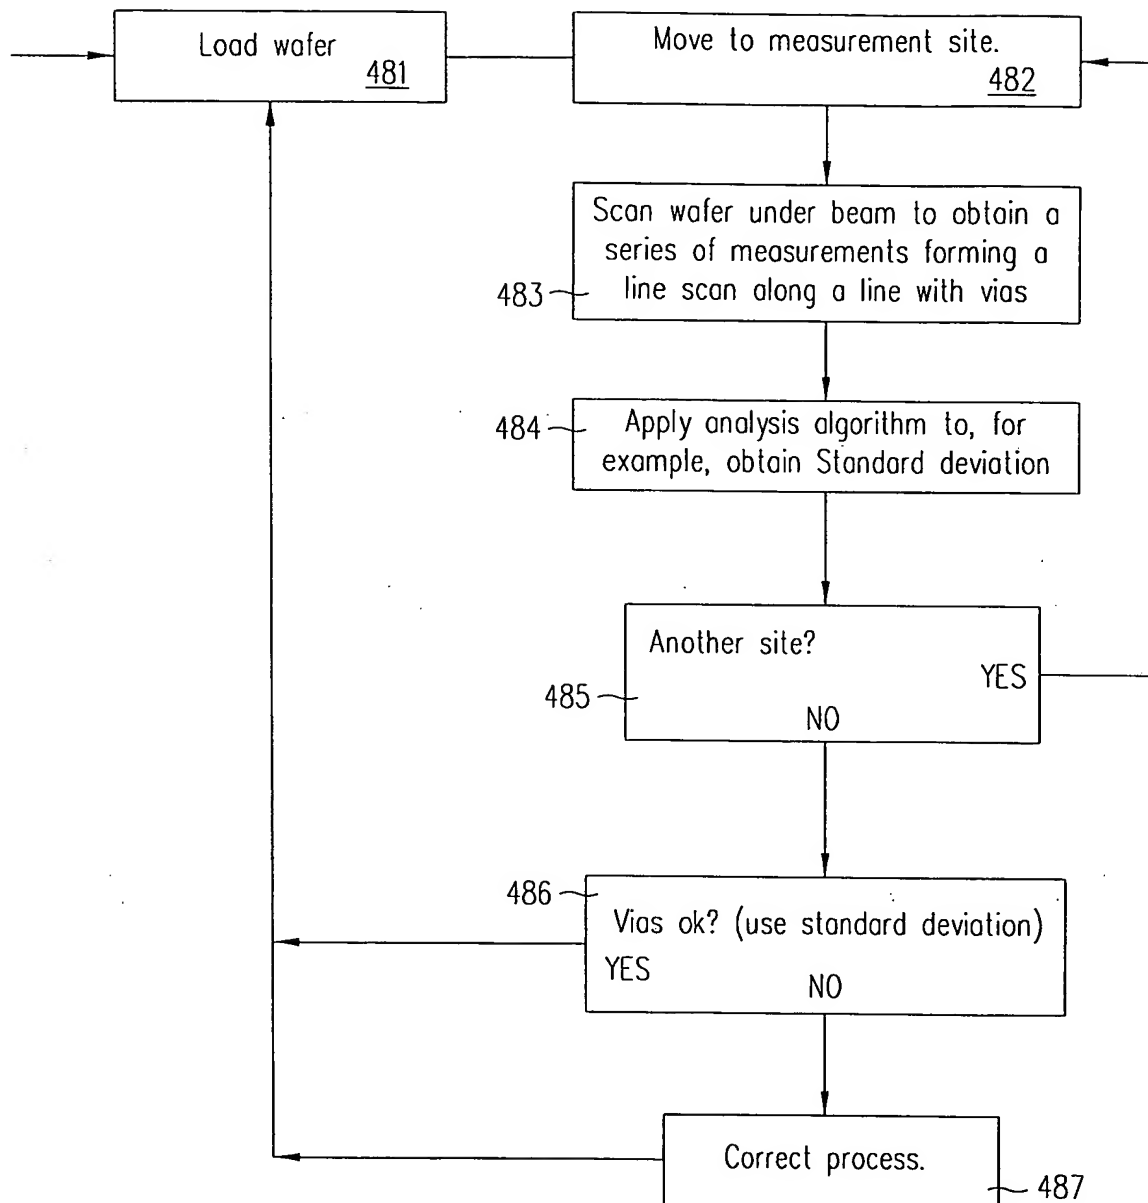 Load wafer
481
Move to measurement site.
482
Scan wafer under beam to obtain a
series of measurements forming a
line scan along a line with vias
483
484
Apply analysis algorithm to, for
example, obtain Standard deviation
Another site?
YES
485
NO
486
Vias ok? (use standard deviation)
YES
NO
Correct process.
487